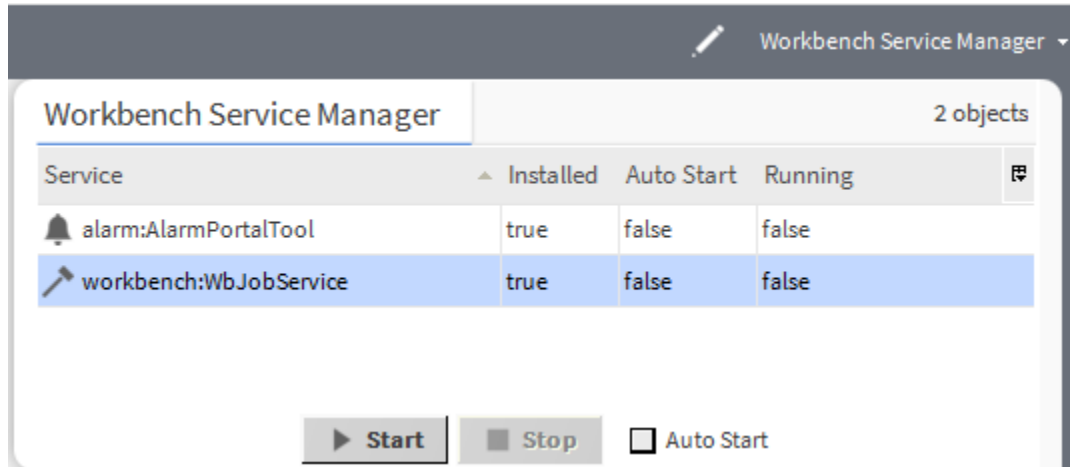 Workbench Service Manager
Workbench Service Manager 2 objects
Service Installed Auto Start Running
alarm:AlarmPortalTool true false false
workbench:WbJobService true false false
Start Stop Auto Start